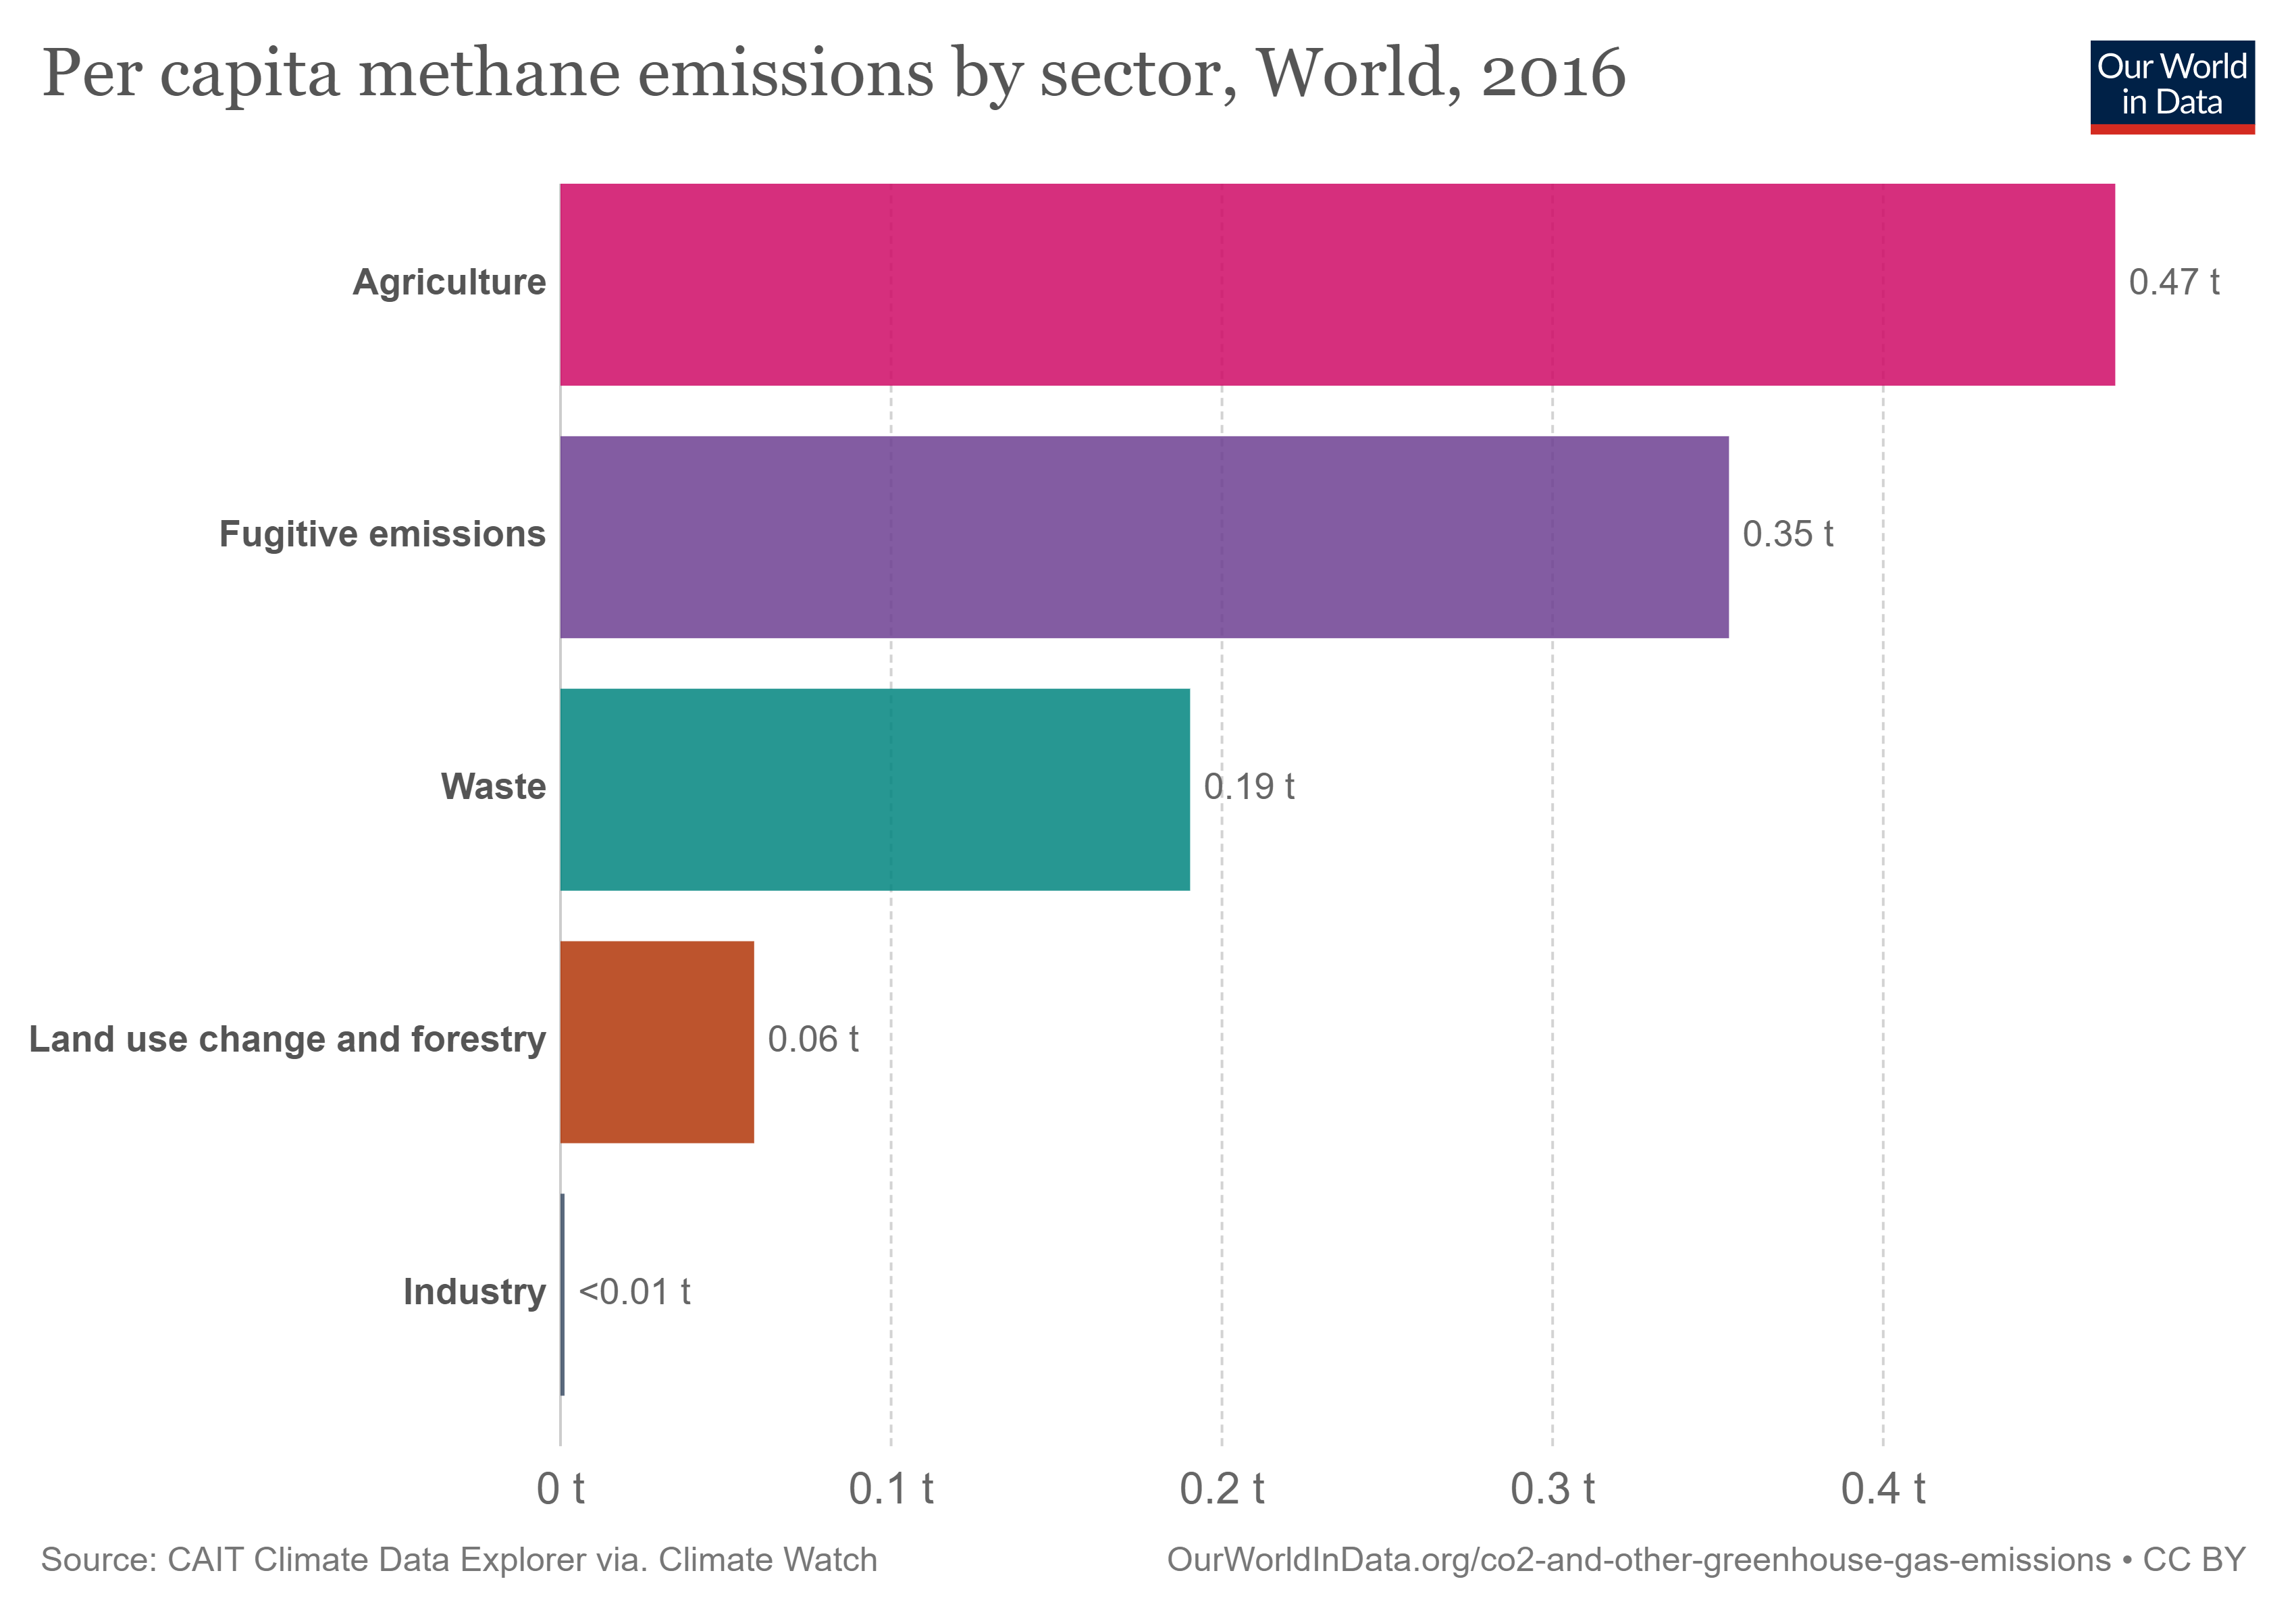 Per capita methane emissions by sector, World, 2016
Our World
in Data
Agriculture
0.47 t
Fugitive emissions
0.35 t
Waste
0.19 t
Land use change and forestry
0.06 t
Industry
<0.01 t
0 t
0.1 t
0.2 t
0.3 t
0.4 t
Source: CAIT Climate Data Explorer via. Climate Watch
OurWorldInData.org/co2-and-other-greenhouse-gas-emissions • CC BY